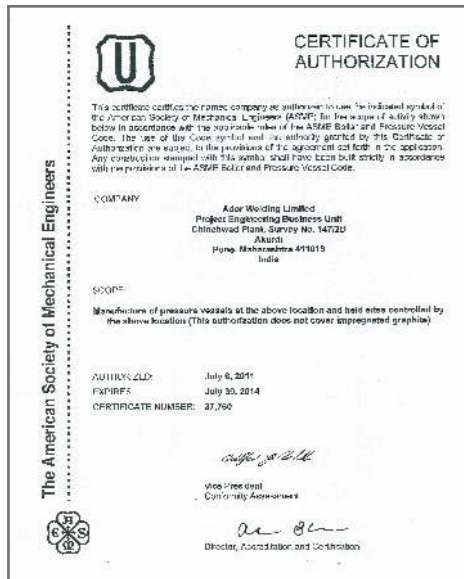 CERTIFICATE OF
AUTHORIZATION
U
This certificate certifies the named company as authorized to use the indicated symbol of
the American Society of Mechanical Engineers (ASME) for the scope of activity shown
below in accordance with the applicable rules of the ASME Boiler and Pressure Vessel
Code. The use of the Code symbol and the authority granted by this Certificate of
Authorization are subject to the provisions of the agreement set forth in the application.
Any construction stamped with this symbol shall have been built strictly in accordance
with the provisions of the ASME Boiler and Pressure Vessel Code.
COMPANY
Ador Welding Limited
Project Engineering Business Unit
Chinchwad Plant, Survey No. 147/2B
Akurdi
Pune, Maharashtra 411019
India
SCOPE
Manufacture of pressure vessels at the above location and field sites controlled by
the above location (This authorization does not cover impregnated graphite)
AUTHORIZED:
July 6, 2011
EXPIRES
July 30, 2014
CERTIFICATE NUMBER:
37,760
Vice President
Conformity Assessment
Director, Accreditation and Certification
The American Society of Mechanical Engineers